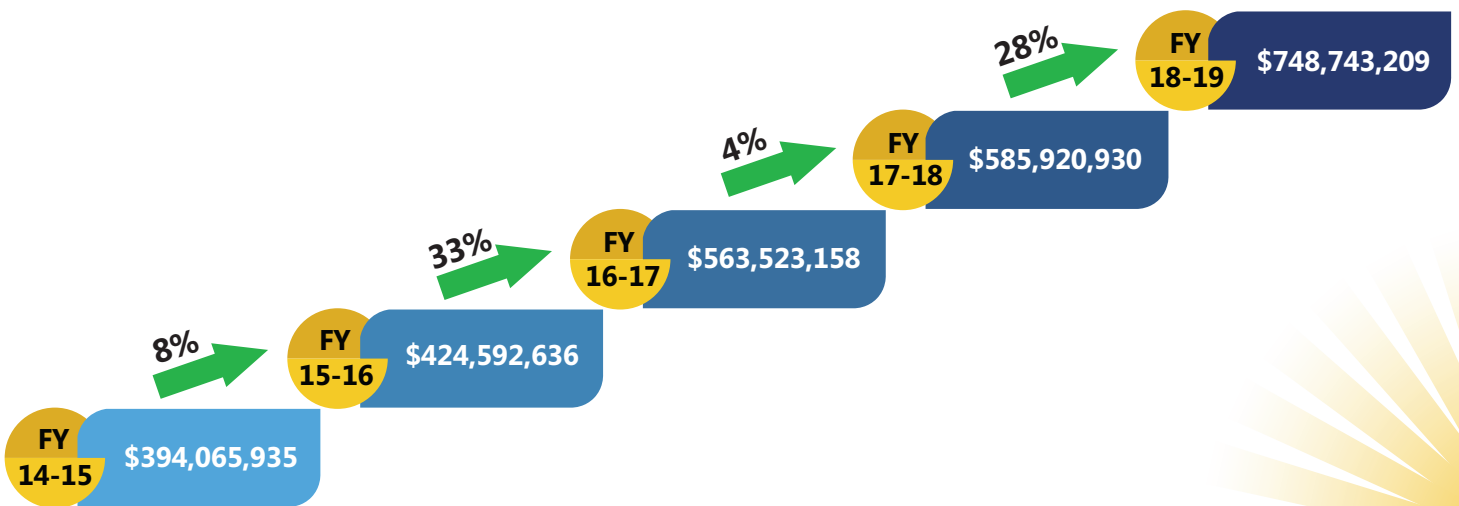 28%
FY
18-19
$748,743,209
4%
FY
17-18
$585,920,930
33%
FY
16-17
$563,523,158
8%
FY
15-16
$424,592,636
FY
14-15
$394,065,935